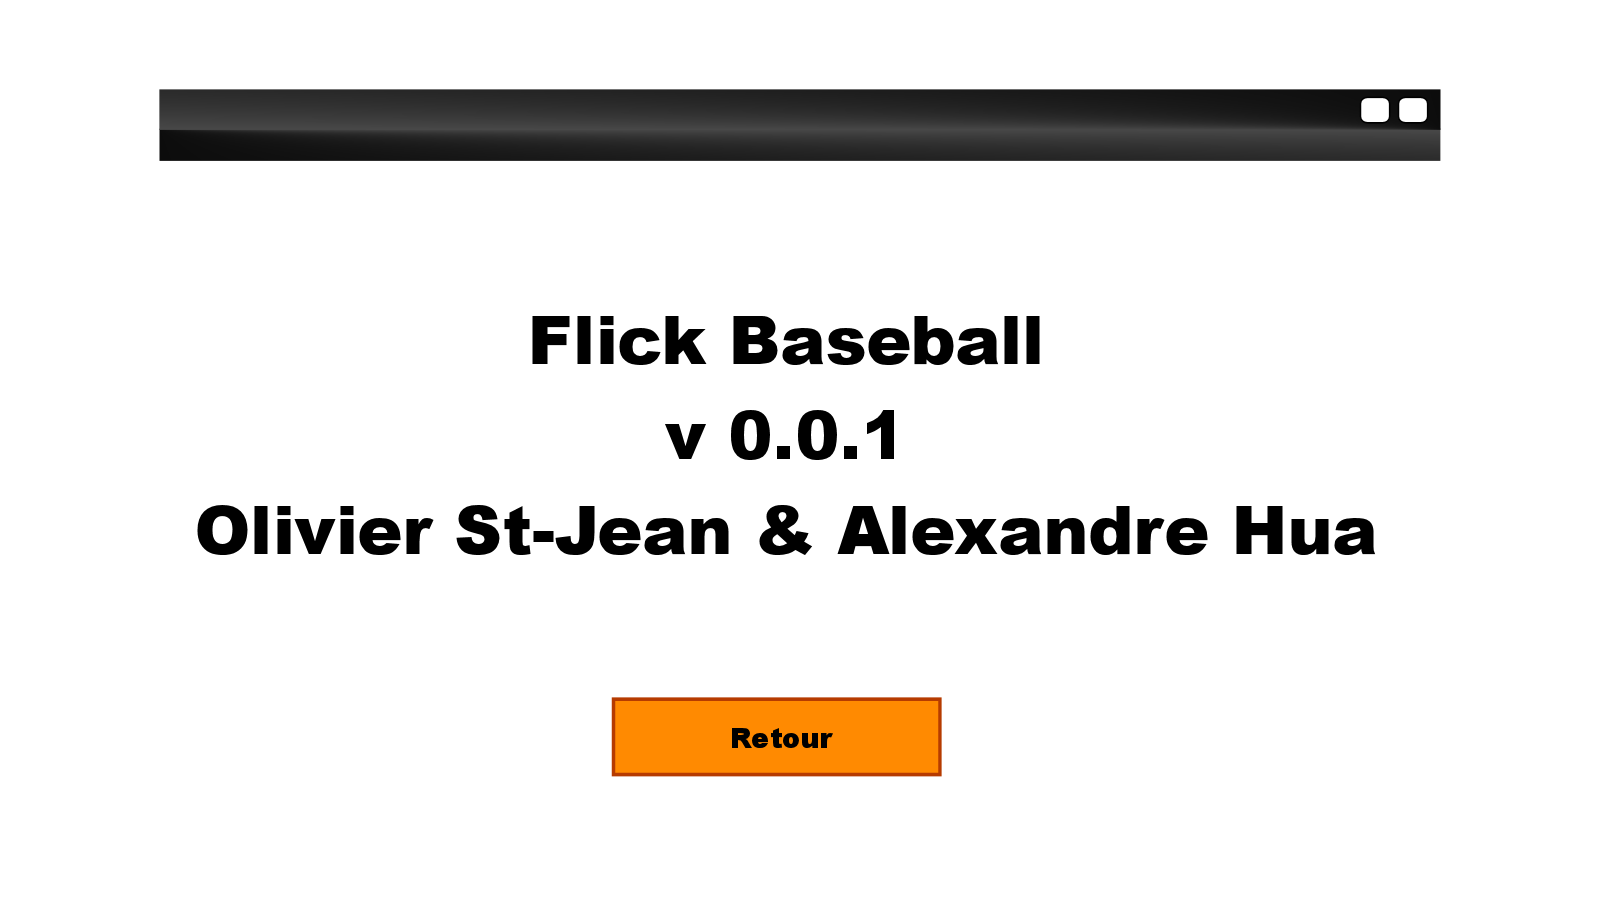 Flick Baseball
v 0.0.1
Olivier St-Jean & Alexandre Hua
Retour